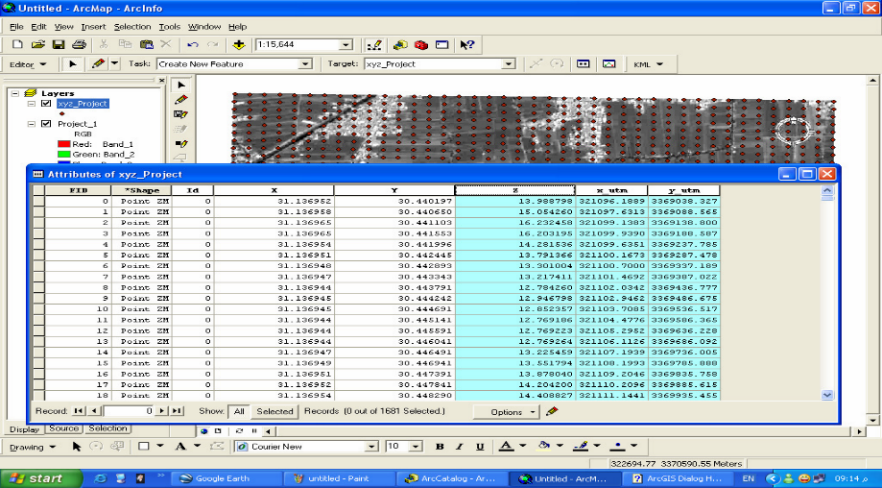 Untitled - ArcMap - ArcInfo
File Edit View Insert Selection Tools Window Help
1:15,644
Editor Task: Create New Feature Target: xyz_Project KML
Layers
xyz_Project
Project_1
RGB
Red: Band_1
Green: Band_2
Attributes of xyz_Project
FID *Shape Id X Y Z x_utm y_utm
0 Point ZM 0 31.136952 30.440197 13.988798 321096.1889 3369038.327
1 Point ZM 0 31.136958 30.440650 15.054260 321097.6313 3369088.565
2 Point ZM 0 31.136965 30.441103 16.232458 321099.1383 3369138.800
3 Point ZM 0 31.136965 30.441553 16.203195 321099.9390 3369188.587
4 Point ZM 0 31.136954 30.441996 14.281536 321099.6351 3369237.785
5 Point ZM 0 31.136951 30.442445 13.791366 321100.1673 3369287.478
6 Point ZM 0 31.136948 30.442893 13.301004 321100.7000 3369337.189
7 Point ZM 0 31.136947 30.443343 13.217411 321101.4692 3369387.022
8 Point ZM 0 31.136944 30.443791 12.784260 321102.0342 3369436.777
9 Point ZM 0 31.136945 30.444242 12.946798 321102.9462 3369486.675
10 Point ZM 0 31.136945 30.444691 12.852357 321103.7085 3369536.517
11 Point ZM 0 31.136944 30.445141 12.769186 321104.4776 3369586.365
12 Point ZM 0 31.136944 30.445591 12.769223 321105.2952 3369636.228
13 Point ZM 0 31.136944 30.446041 12.769264 321106.1126 3369686.092
14 Point ZM 0 31.136947 30.446491 13.225459 321107.1939 3369736.005
15 Point ZM 0 31.136949 30.446941 13.551794 321108.1993 3369785.888
16 Point ZM 0 31.136951 30.447391 13.878040 321109.2046 3369835.758
17 Point ZM 0 31.136952 30.447841 14.204200 321110.2096 3369885.615
18 Point ZM 0 31.136954 30.448290 14.408827 321111.1441 3369935.455
Record: 0 Show: All Selected Records (0 out of 1681 Selected.) Options
Display Source Selection
Drawing A Courier New 10 B I U A
322694.77 3370590.55 Meters
start Google Earth untitled - Paint ArcCatalog - Ar... Untitled - ArcM... ArcGIS Dialog H... EN 09:14 م